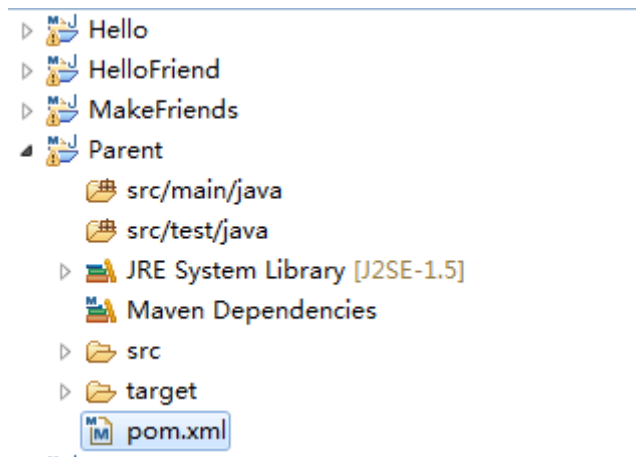 Hello
HelloFriend
MakeFriends
Parent
src/main/java
src/test/java
JRE System Library [J2SE-1.5]
Maven Dependencies
src
target
pom.xml